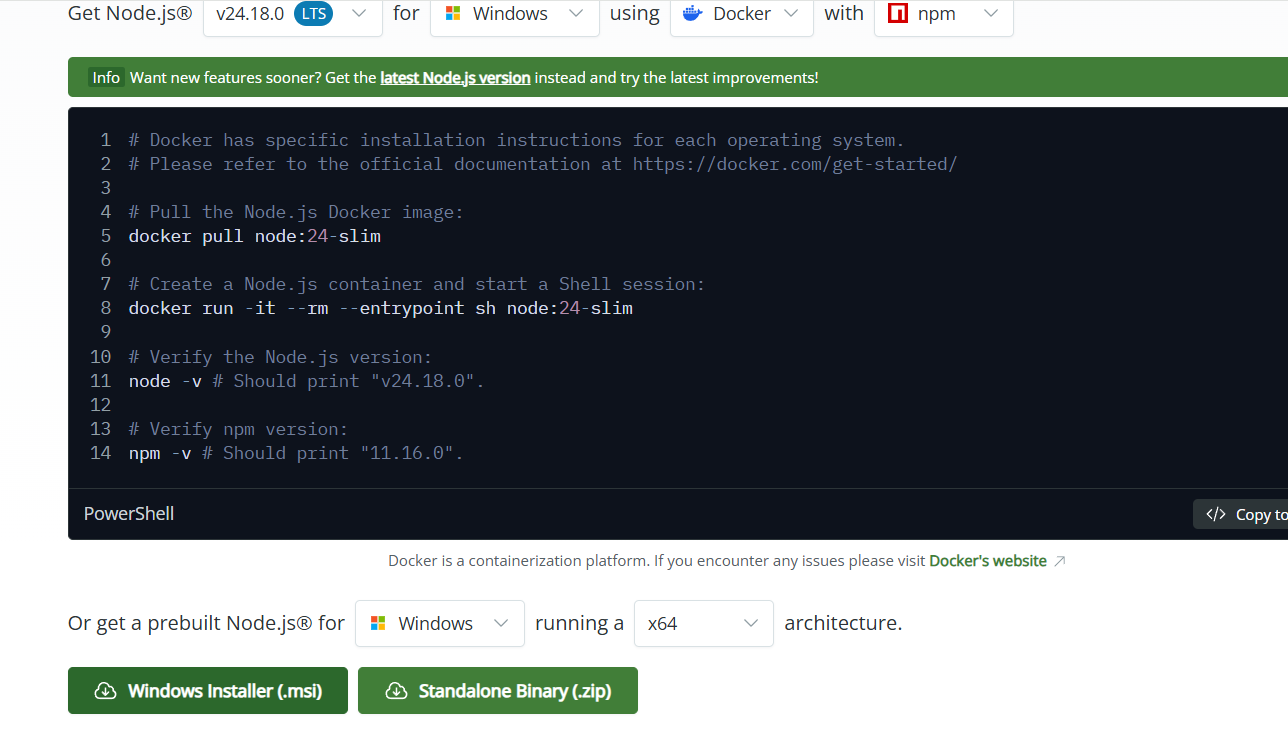 Get Node.js® v24.18.0 LTS for Windows using Docker with npm
Info Want new features sooner? Get the latest Node.js version instead and try the latest improvements!
1 # Docker has specific installation instructions for each operating system.
2 # Please refer to the official documentation at https://docker.com/get-started/
3
4 # Pull the Node.js Docker image:
5 docker pull node:24-slim
6
7 # Create a Node.js container and start a Shell session:
8 docker run -it --rm --entrypoint sh node:24-slim
9
10 # Verify the Node.js version:
11 node -v # Should print "v24.18.0".
12
13 # Verify npm version:
14 npm -v # Should print "11.16.0".
PowerShell
</> Copy to
Docker is a containerization platform. If you encounter any issues please visit Docker's website
Or get a prebuilt Node.js® for Windows running a x64 architecture.
Windows Installer (.msi) Standalone Binary (.zip)